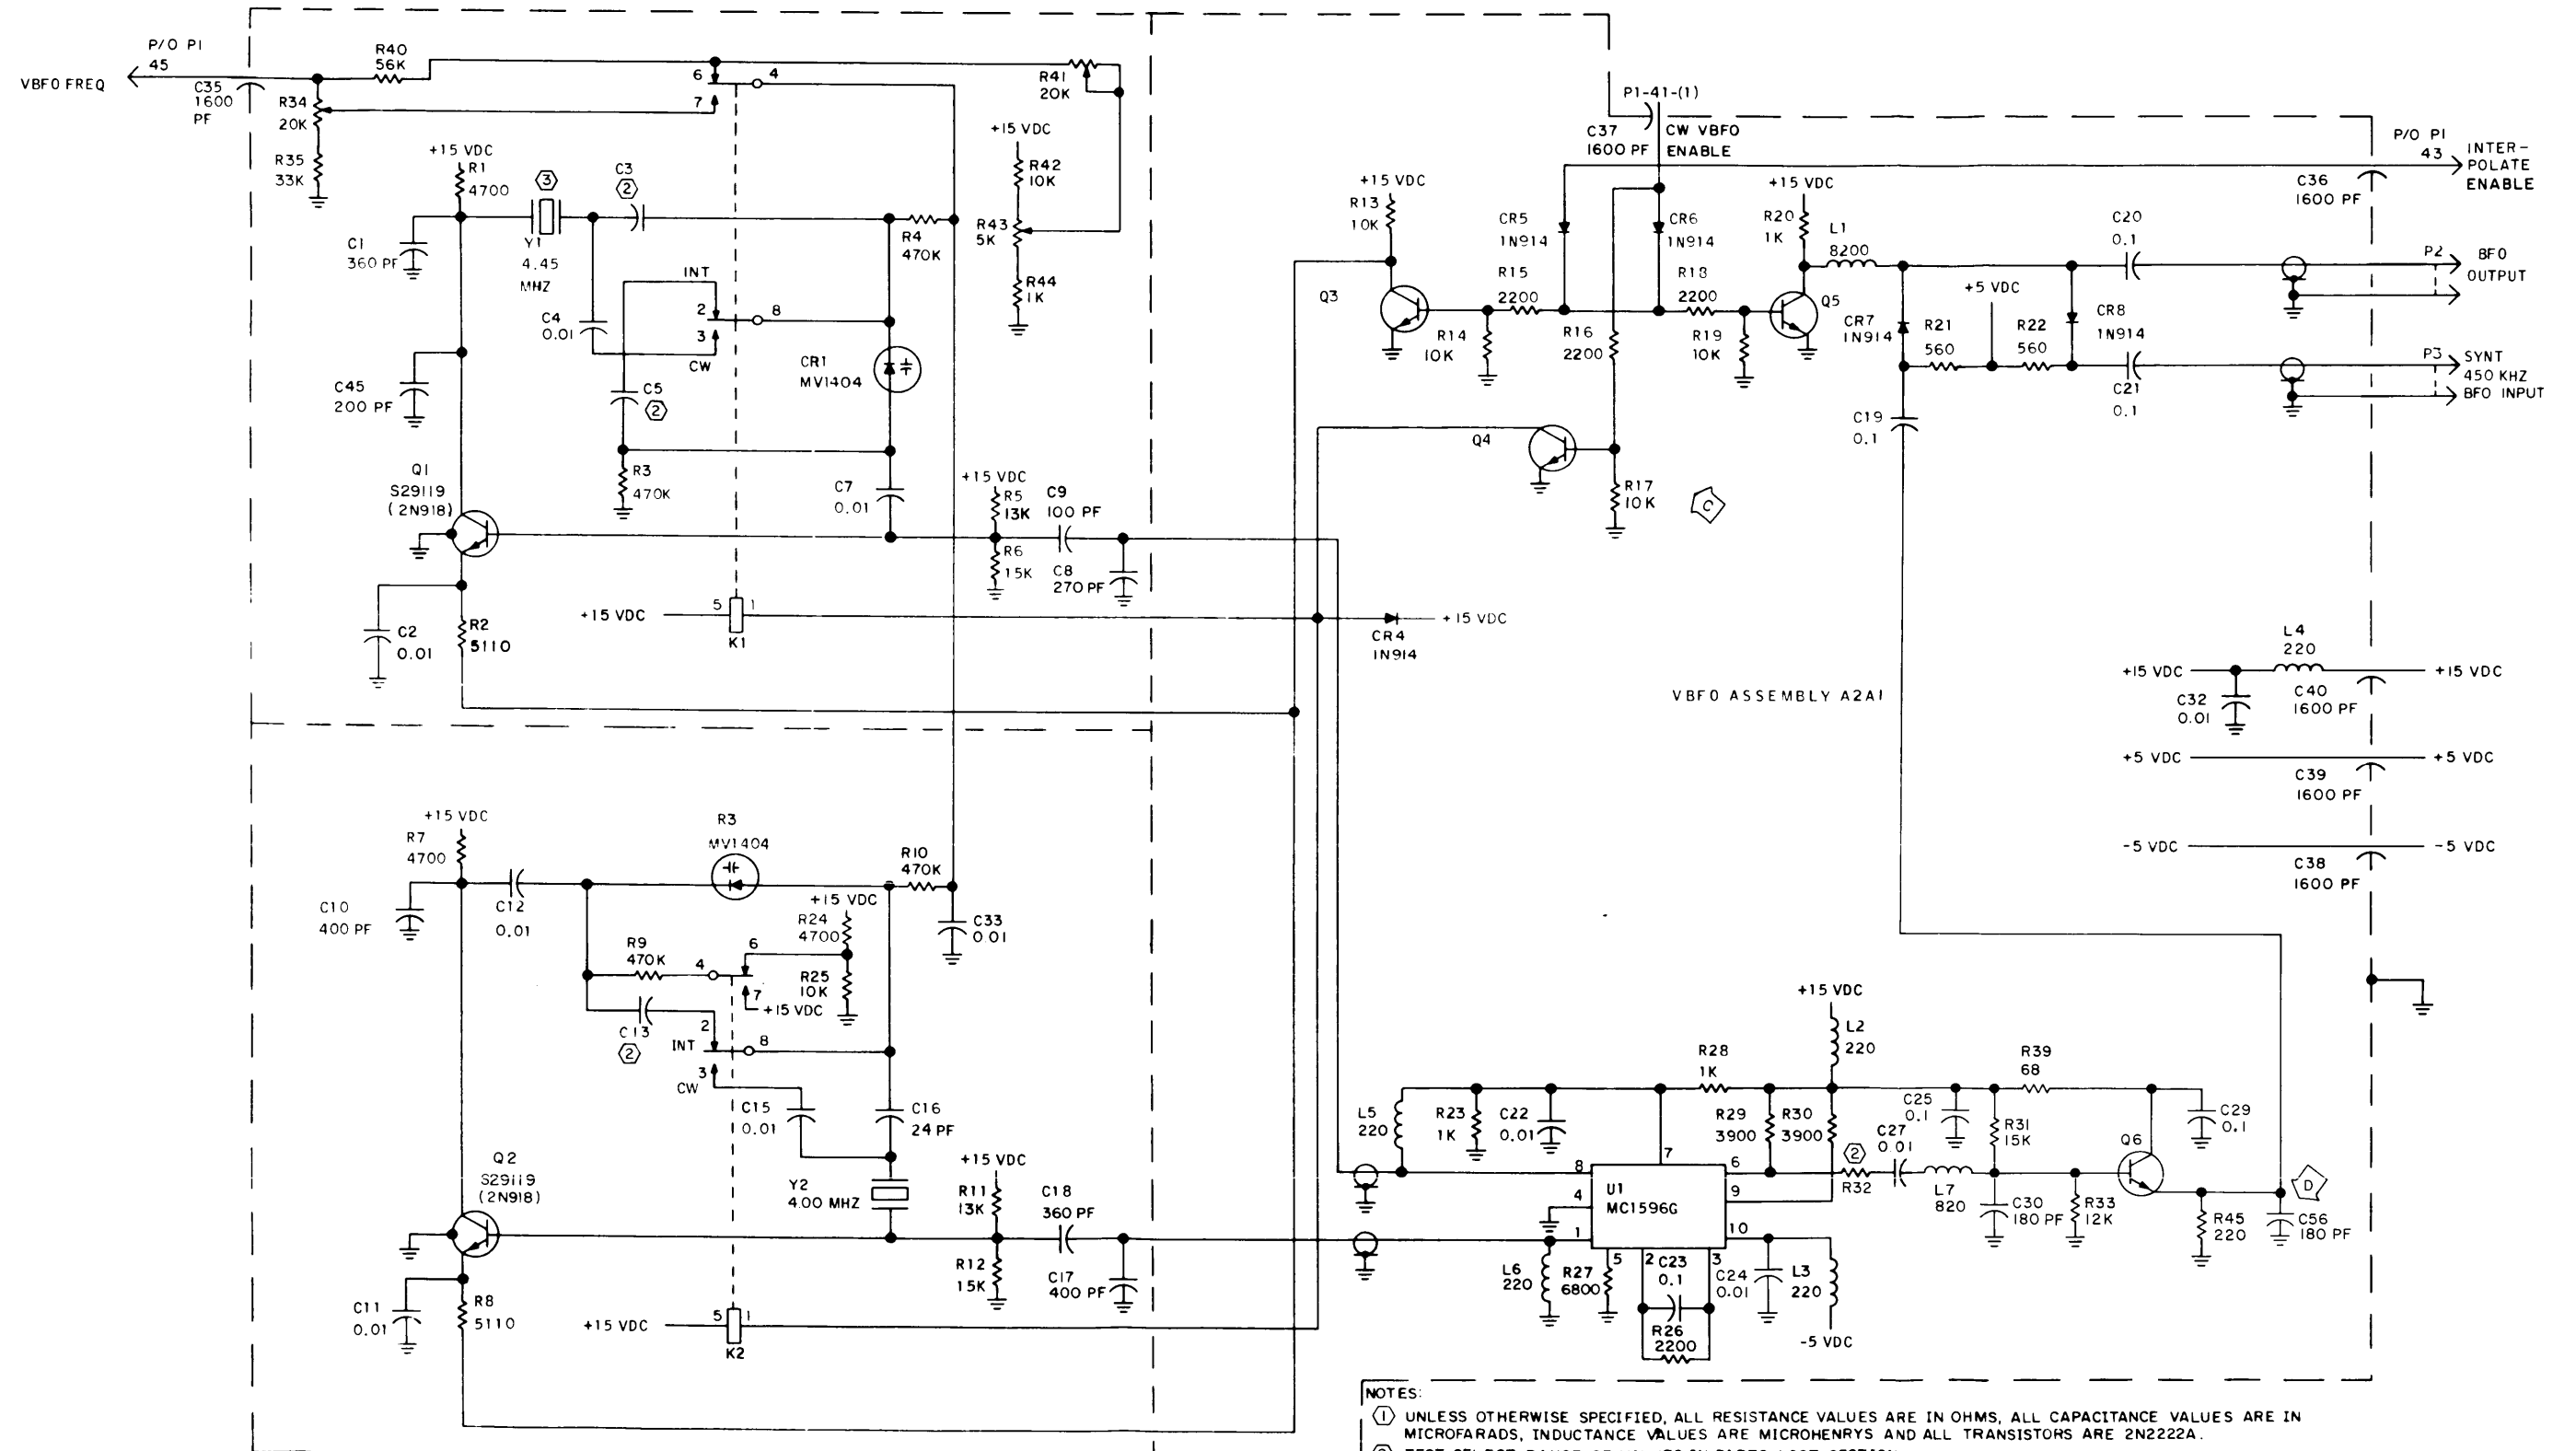 P/O P1
45
VBFO FREQ
C35
1600
PF
R40
56K
R34
20K
R35
33K
6
4
7
R41
20K
+15 VDC
R42
10K
R43
5K
R44
1K
+15 VDC
R1
4700
3
C3
2
C1
360 PF
Y1
4.45
MHZ
R4
470K
INT
2
8
3
CW
C4
0.01
C5
2
CR1
MV1404
C45
200 PF
R3
470K
C7
0.01
Q1
S29119
(2N918)
+15 VDC
R5
13K
R6
15K
C9
100 PF
C8
270 PF
C2
0.01
R2
5110
+15 VDC
5
1
K1
CR4
1N914
+15 VDC
P1-41-(1)
C37
1600 PF
CW VBFO
ENABLE
P/O P1
43
INTER-
POLATE
ENABLE
C36
1600 PF
+15 VDC
R13
10K
CR5
1N914
CR6
1N914
+15 VDC
R20
1K
L1
8200
C20
0.1
P2
BFO
OUTPUT
Q3
R14
10K
R15
2200
R16
2200
R18
2200
R19
10K
Q5
CR7
1N914
+5 VDC
R21
560
R22
560
CR8
1N914
C21
0.1
P3
SYNT
450 KHZ
BFO INPUT
C19
0.1
Q4
R17
10K
C
VBFO ASSEMBLY A2A1
L4
220
+15 VDC
+15 VDC
C32
0.01
C40
1600 PF
+5 VDC
+5 VDC
C39
1600 PF
-5 VDC
-5 VDC
C38
1600 PF
+15 VDC
R7
4700
R3
MV1404
R10
470K
C10
400 PF
C12
0.01
+15 VDC
R24
4700
C33
0.01
R9
470K
4
6
7
+15 VDC
R25
10K
C13
2
2
INT
8
3
CW
C15
0.01
C16
24 PF
Q2
S29119
(2N918)
Y2
4.00 MHZ
+15 VDC
R11
13K
R12
15K
C18
360 PF
C17
400 PF
C11
0.01
R8
5110
+15 VDC
5
1
K2
+15 VDC
L2
220
R28
1K
R39
68
L5
220
R23
1K
C22
0.01
R29
3900
R30
3900
C25
0.1
R31
15K
C29
0.1
C27
0.01
2
R32
L7
820
C30
180 PF
R33
12K
Q6
D
R45
220
C56
180 PF
8
7
6
4
U1
MC1596G
9
1
10
5
2
3
L6
220
R27
6800
C23
0.1
R26
2200
C24
0.01
L3
220
-5 VDC
NOTES:
1 UNLESS OTHERWISE SPECIFIED, ALL RESISTANCE VALUES ARE IN OHMS, ALL CAPACITANCE VALUES ARE IN
MICROFARADS, INDUCTANCE VALUES ARE MICROHENRYS AND ALL TRANSISTORS ARE 2N2222A.